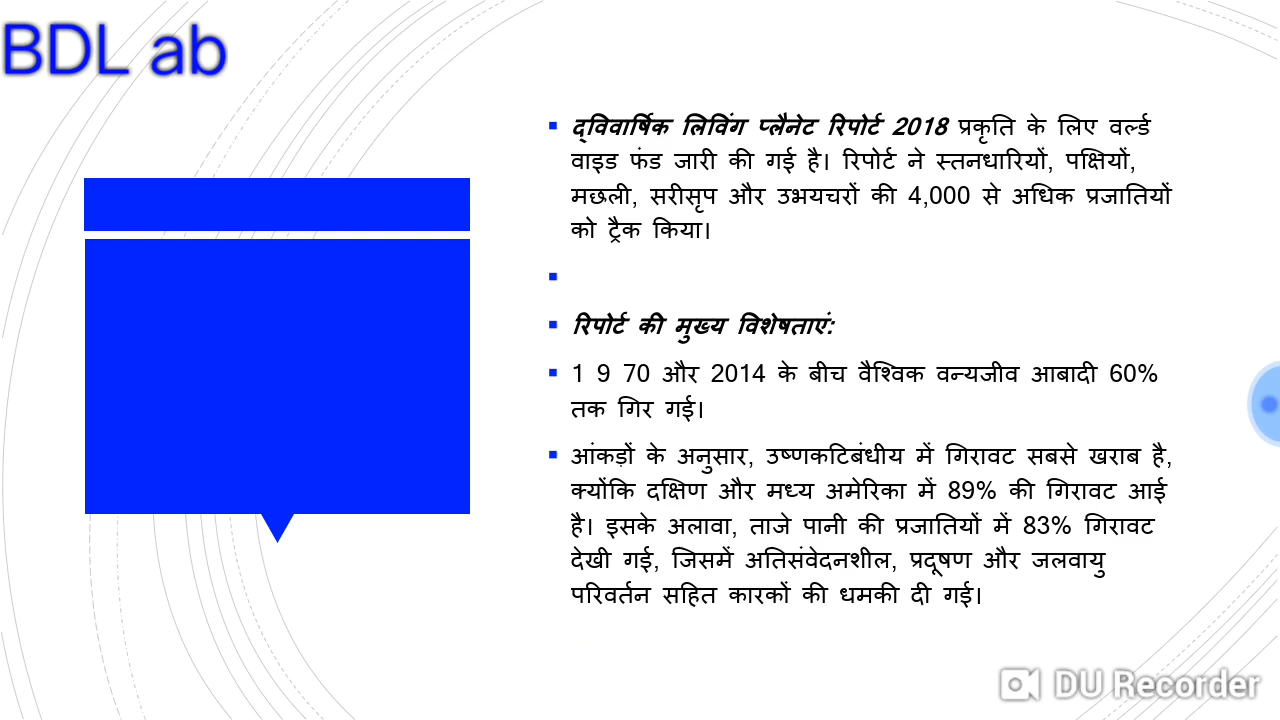 BDL ab
द्विवार्षिक लिविंग प्लैनेट रिपोर्ट 2018 प्रकृति के लिए वर्ल्ड
वाइड फंड जारी की गई है। रिपोर्ट ने स्तनधारियों, पक्षियों,
मछली, सरीसृप और उभयचरों की 4,000 से अधिक प्रजातियों
को ट्रैक किया।
रिपोर्ट की मुख्य विशेषताएं:
1 9 70 और 2014 के बीच वैश्विक वन्यजीव आबादी 60%
तक गिर गई।
आंकड़ों के अनुसार, उष्णकटिबंधीय में गिरावट सबसे खराब है,
क्योंकि दक्षिण और मध्य अमेरिका में 89% की गिरावट आई
है। इसके अलावा, ताजे पानी की प्रजातियों में 83% गिरावट
देखी गई, जिसमें अतिसंवेदनशील, प्रदूषण और जलवायु
परिवर्तन सहित कारकों की धमकी दी गई।
DU Recorder